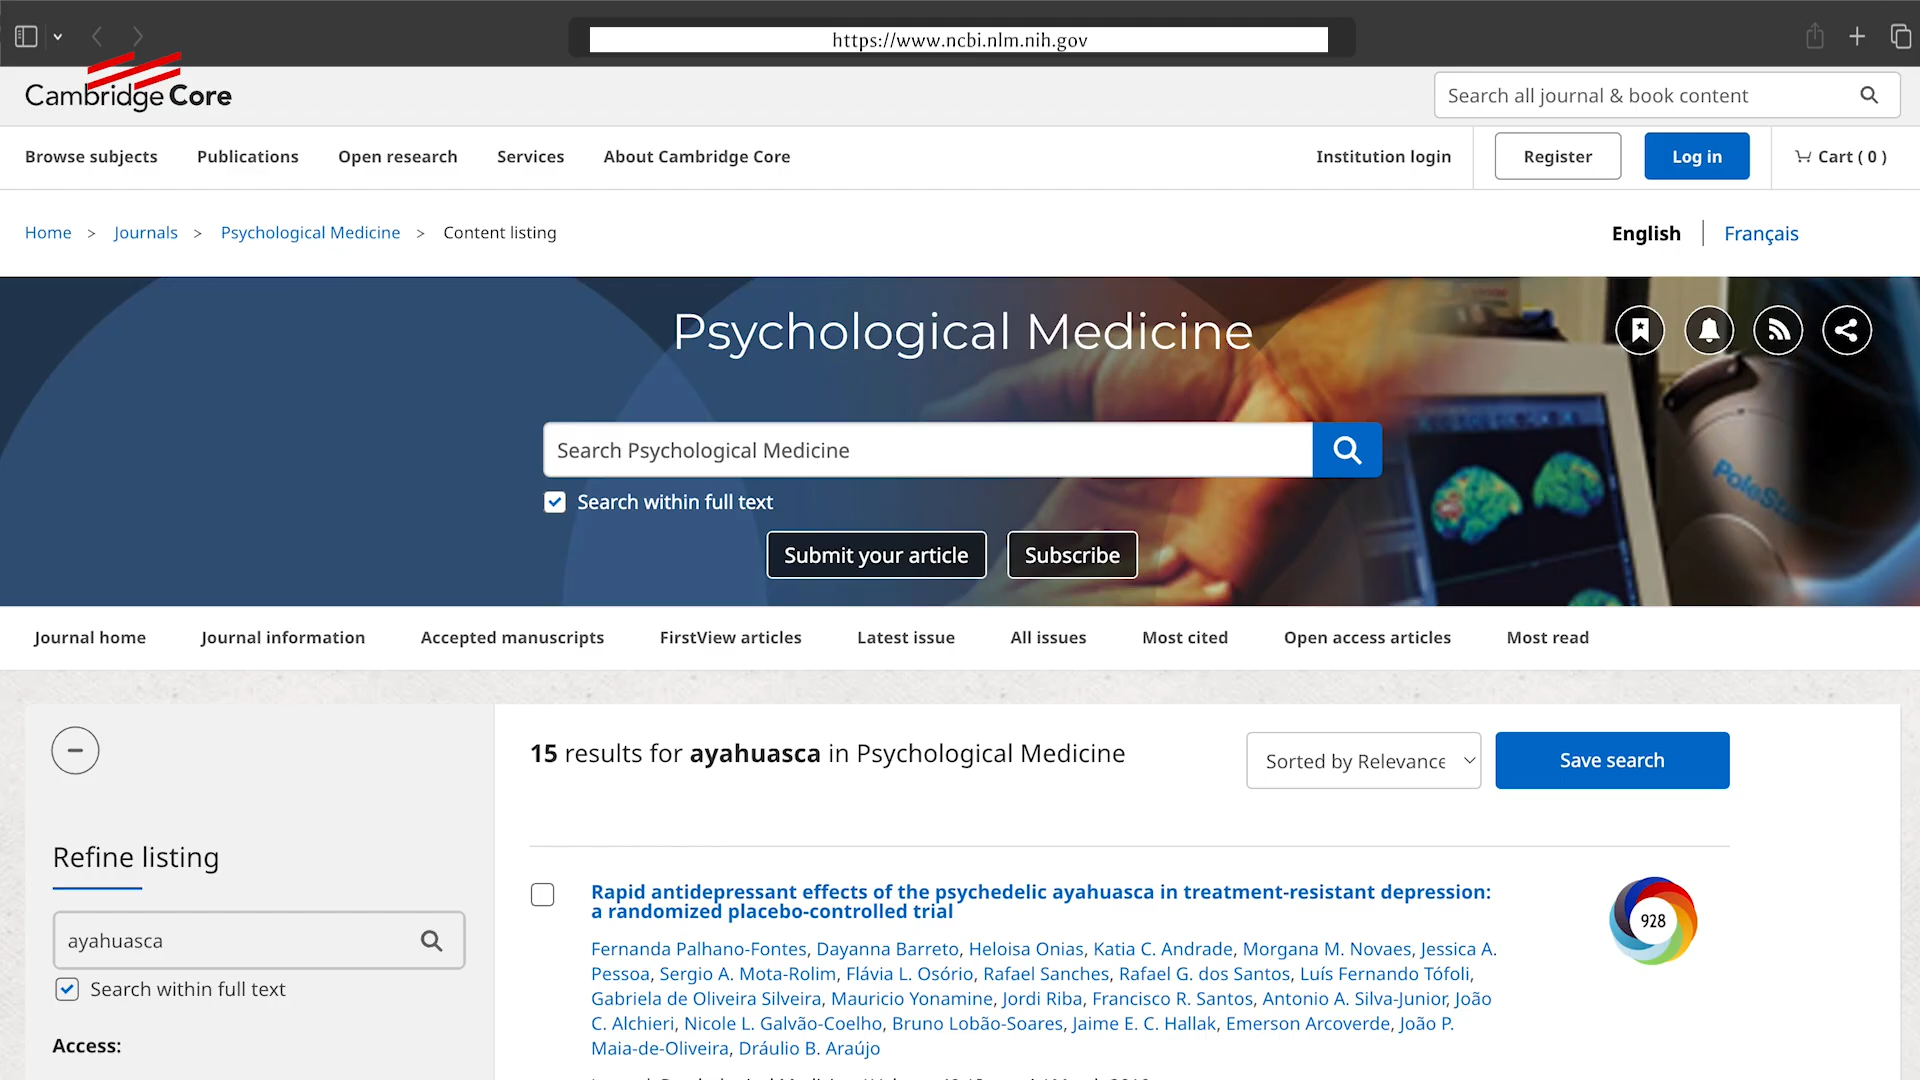 https://www.ncbi.nlm.nih.gov
Cambridge Core
Search all journal & book content
Browse subjects
Publications
Open research
Services
About Cambridge Core
Institution login
Register
Log in
Cart ( 0 )
Home > Journals > Psychological Medicine > Content listing
English
Français
Psychological Medicine
Search Psychological Medicine
Search within full text
Submit your article
Subscribe
Journal home
Journal information
Accepted manuscripts
FirstView articles
Latest issue
All issues
Most cited
Open access articles
Most read
15 results for ayahuasca in Psychological Medicine
Sorted by Relevance
Save search
Refine listing
ayahuasca
Search within full text
Access:
Rapid antidepressant effects of the psychedelic ayahuasca in treatment-resistant depression:
a randomized placebo-controlled trial
928
Fernanda Palhano-Fontes, Dayanna Barreto, Heloisa Onias, Katia C. Andrade, Morgana M. Novaes, Jessica A.
Pessoa, Sergio A. Mota-Rolim, Flávia L. Osório, Rafael Sanches, Rafael G. dos Santos, Luís Fernando Tófoli,
Gabriela de Oliveira Silveira, Mauricio Yonamine, Jordi Riba, Francisco R. Santos, Antonio A. Silva-Junior, João
C. Alchieri, Nicole L. Galvão-Coelho, Bruno Lobão-Soares, Jaime E. C. Hallak, Emerson Arcoverde, João P.
Maia-de-Oliveira, Dráulio B. Araújo